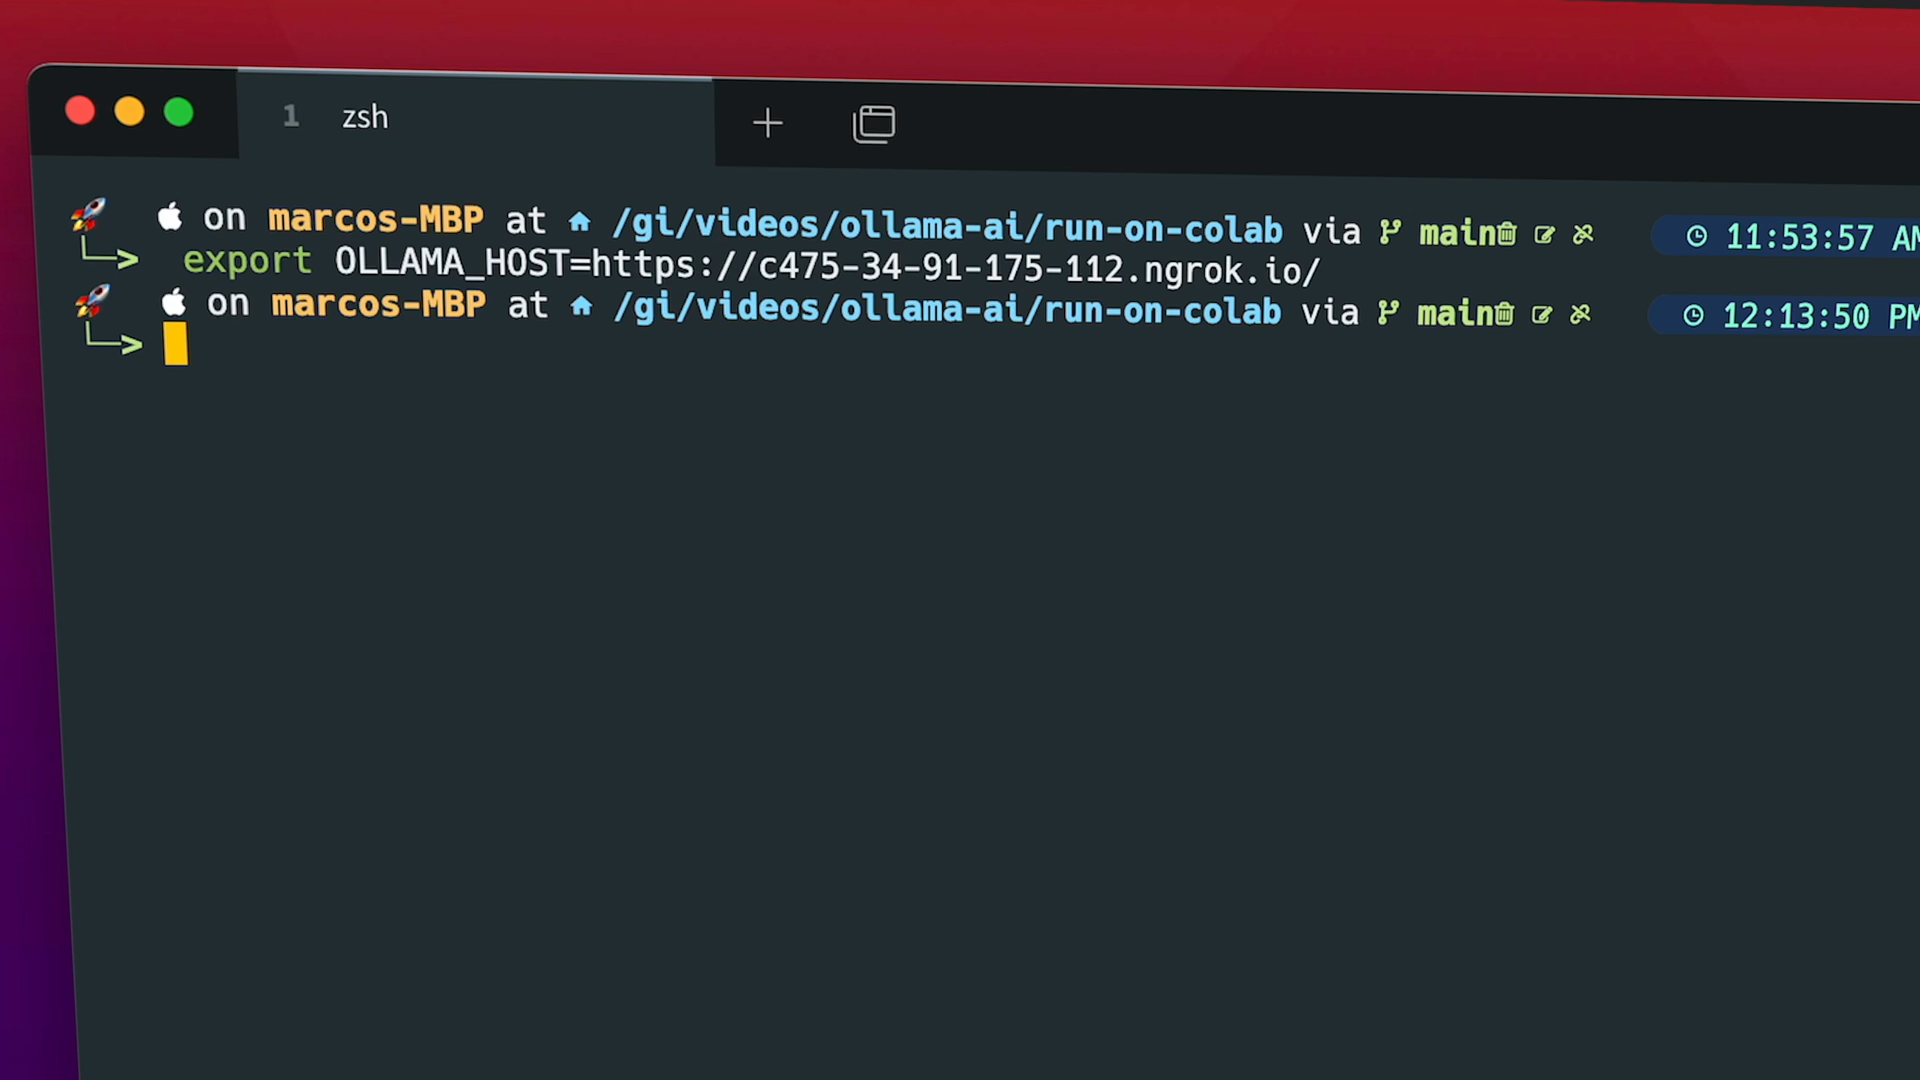 1 zsh
on marcos-MBP at /gi/videos/ollama-ai/run-on-colab via main 11:53:57 AM
export OLLAMA_HOST=https://c475-34-91-175-112.ngrok.io/
on marcos-MBP at /gi/videos/ollama-ai/run-on-colab via main 12:13:50 PM